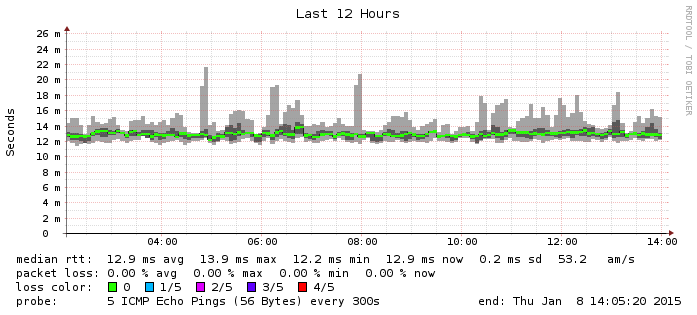 Last 12 Hours
RRDTOOL / TOBI OETIKER
Seconds
26 m
24 m
22 m
20 m
18 m
16 m
14 m
12 m
10 m
8 m
6 m
4 m
2 m
0
04:00 06:00 08:00 10:00 12:00 14:00
median rtt: 12.9 ms avg 13.9 ms max 12.2 ms min 12.9 ms now 0.2 ms sd 53.2 am/s
packet loss: 0.00 % avg 0.00 % max 0.00 % min 0.00 % now
loss color: 0 1/5 2/5 3/5 4/5
probe: 5 ICMP Echo Pings (56 Bytes) every 300s end: Thu Jan 8 14:05:20 2015